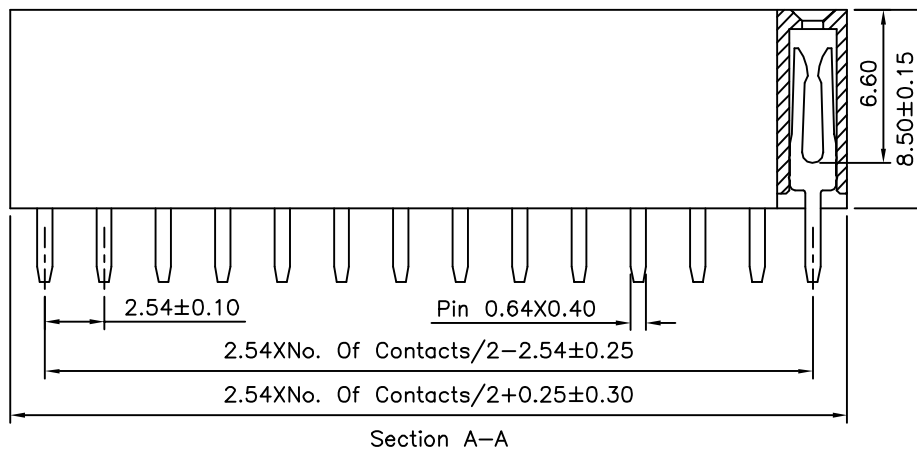 6.60
8.50±0.15
2.54±0.10
Pin 0.64X0.40
2.54XNo. Of Contacts/2-2.54±0.25
2.54XNo. Of Contacts/2+0.25±0.30
Section A-A